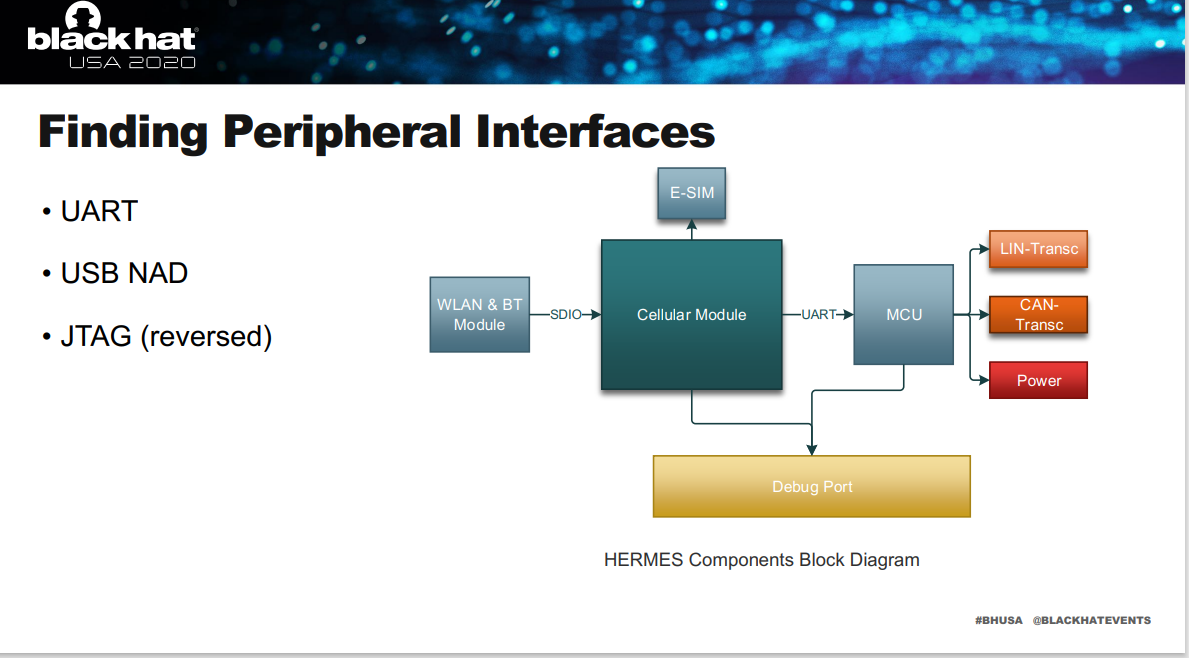 black hat
USA 2020
Finding Peripheral Interfaces
• UART
• USB NAD
• JTAG (reversed)
E-SIM
WLAN & BT
Module
SDIO
Cellular Module
UART
MCU
LIN-Transc
CAN-
Transc
Power
Debug Port
HERMES Components Block Diagram
#BHUSA @BLACKHATEVENTS